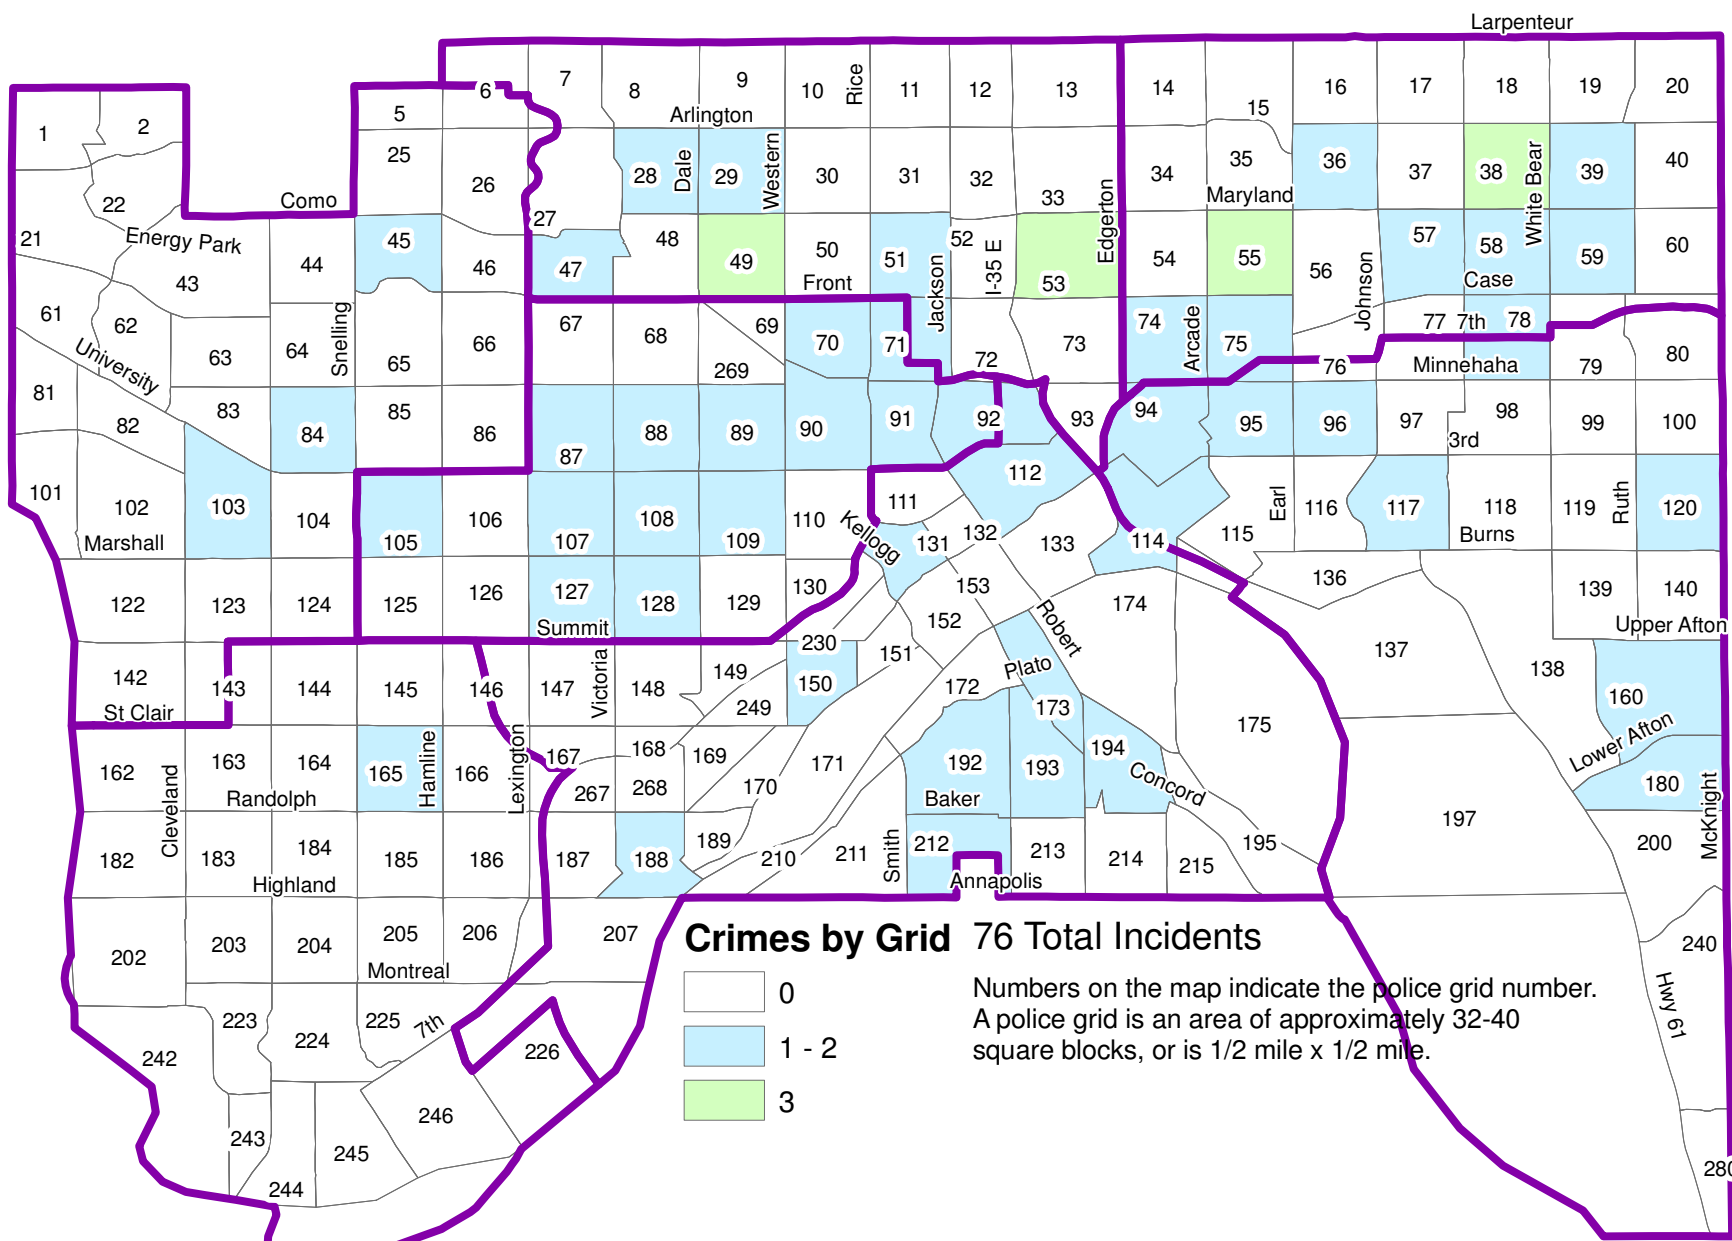 Larpenteur
6 7 8 9 10 Rice 11 12 13 14 15 16 17 18 19 20
1 2 5 Arlington
25 26 28 Dale 29 Western 30 31 32 33 34 35 36 37 38 White Bear 39 40
22 Como 27 Edgerton Maryland
21 Energy Park 43 44 45 46 47 48 49 50 51 52 I-35 E 53 54 55 56 57 58 59 60
Front Jackson Johnson Case
61 62 63 64 Snelling 65 66 67 68 69 70 71 72 73 74 Arcade 75 76 77 7th 78 79 80
University 269 Minnehaha
81 82 83 84 85 86 87 88 89 90 91 92 93 94 95 96 97 98 99 100
3rd
101 102 103 104 105 106 107 108 109 110 111 112 114 115 Earl 116 117 118 119 Ruth 120
Marshall Kellogg 131 132 133 Burns
122 123 124 125 126 127 128 129 130 153 136 139 140
Summit 152 Robert 174 Upper Afton
142 143 144 145 146 147 Victoria 148 149 230 150 151 Plato 137 138 160
St Clair 249 172 173 175
162 163 164 165 Hamline 166 Lexington 167 168 169 170 171 192 193 194 Lower Afton 180
Cleveland Randolph 267 268 Baker Concord McKnight
182 183 184 185 186 187 188 189 210 211 Smith 212 213 214 215 195 197 200
Highland Annapolis
202 203 204 205 206 207 240
Montreal
223 224 225 7th 226 Hwy 61
242 243 244 245 246 280
Crimes by Grid
0
1 - 2
3
76 Total Incidents
Numbers on the map indicate the police grid number.
A police grid is an area of approximately 32-40
square blocks, or is 1/2 mile x 1/2 mile.